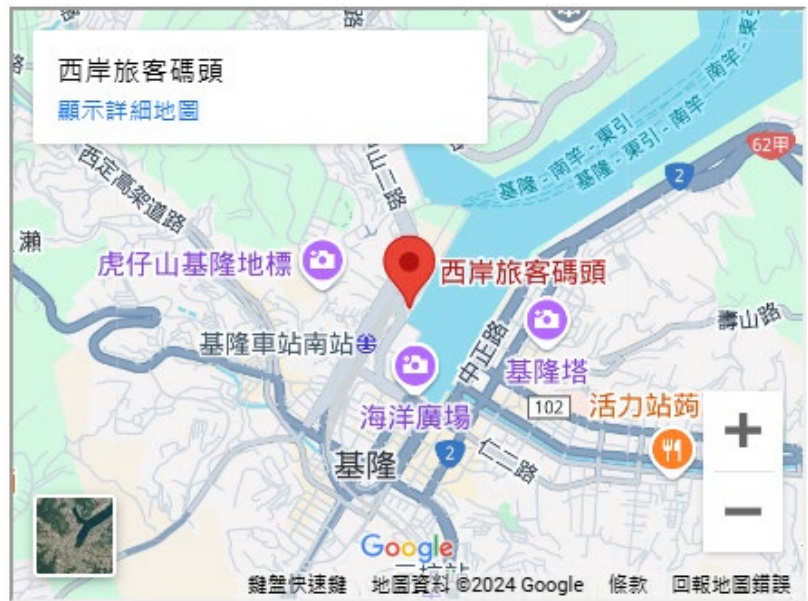 西岸旅客碼頭
顯示詳細地圖
南竿 - 東引
基隆 - 南竿 - 東引
基隆 - 東引 - 南竿
62甲
2
西定高架道路
山二路
瀨
虎仔山基隆地標
西岸旅客碼頭
壽山路
基隆車站南站
中正路
基隆塔
海洋廣場
102
活力站蒟
基隆
2
仁二路
+
−
Google
鍵盤快速鍵
地圖資料 ©2024 Google
條款
回報地圖錯誤